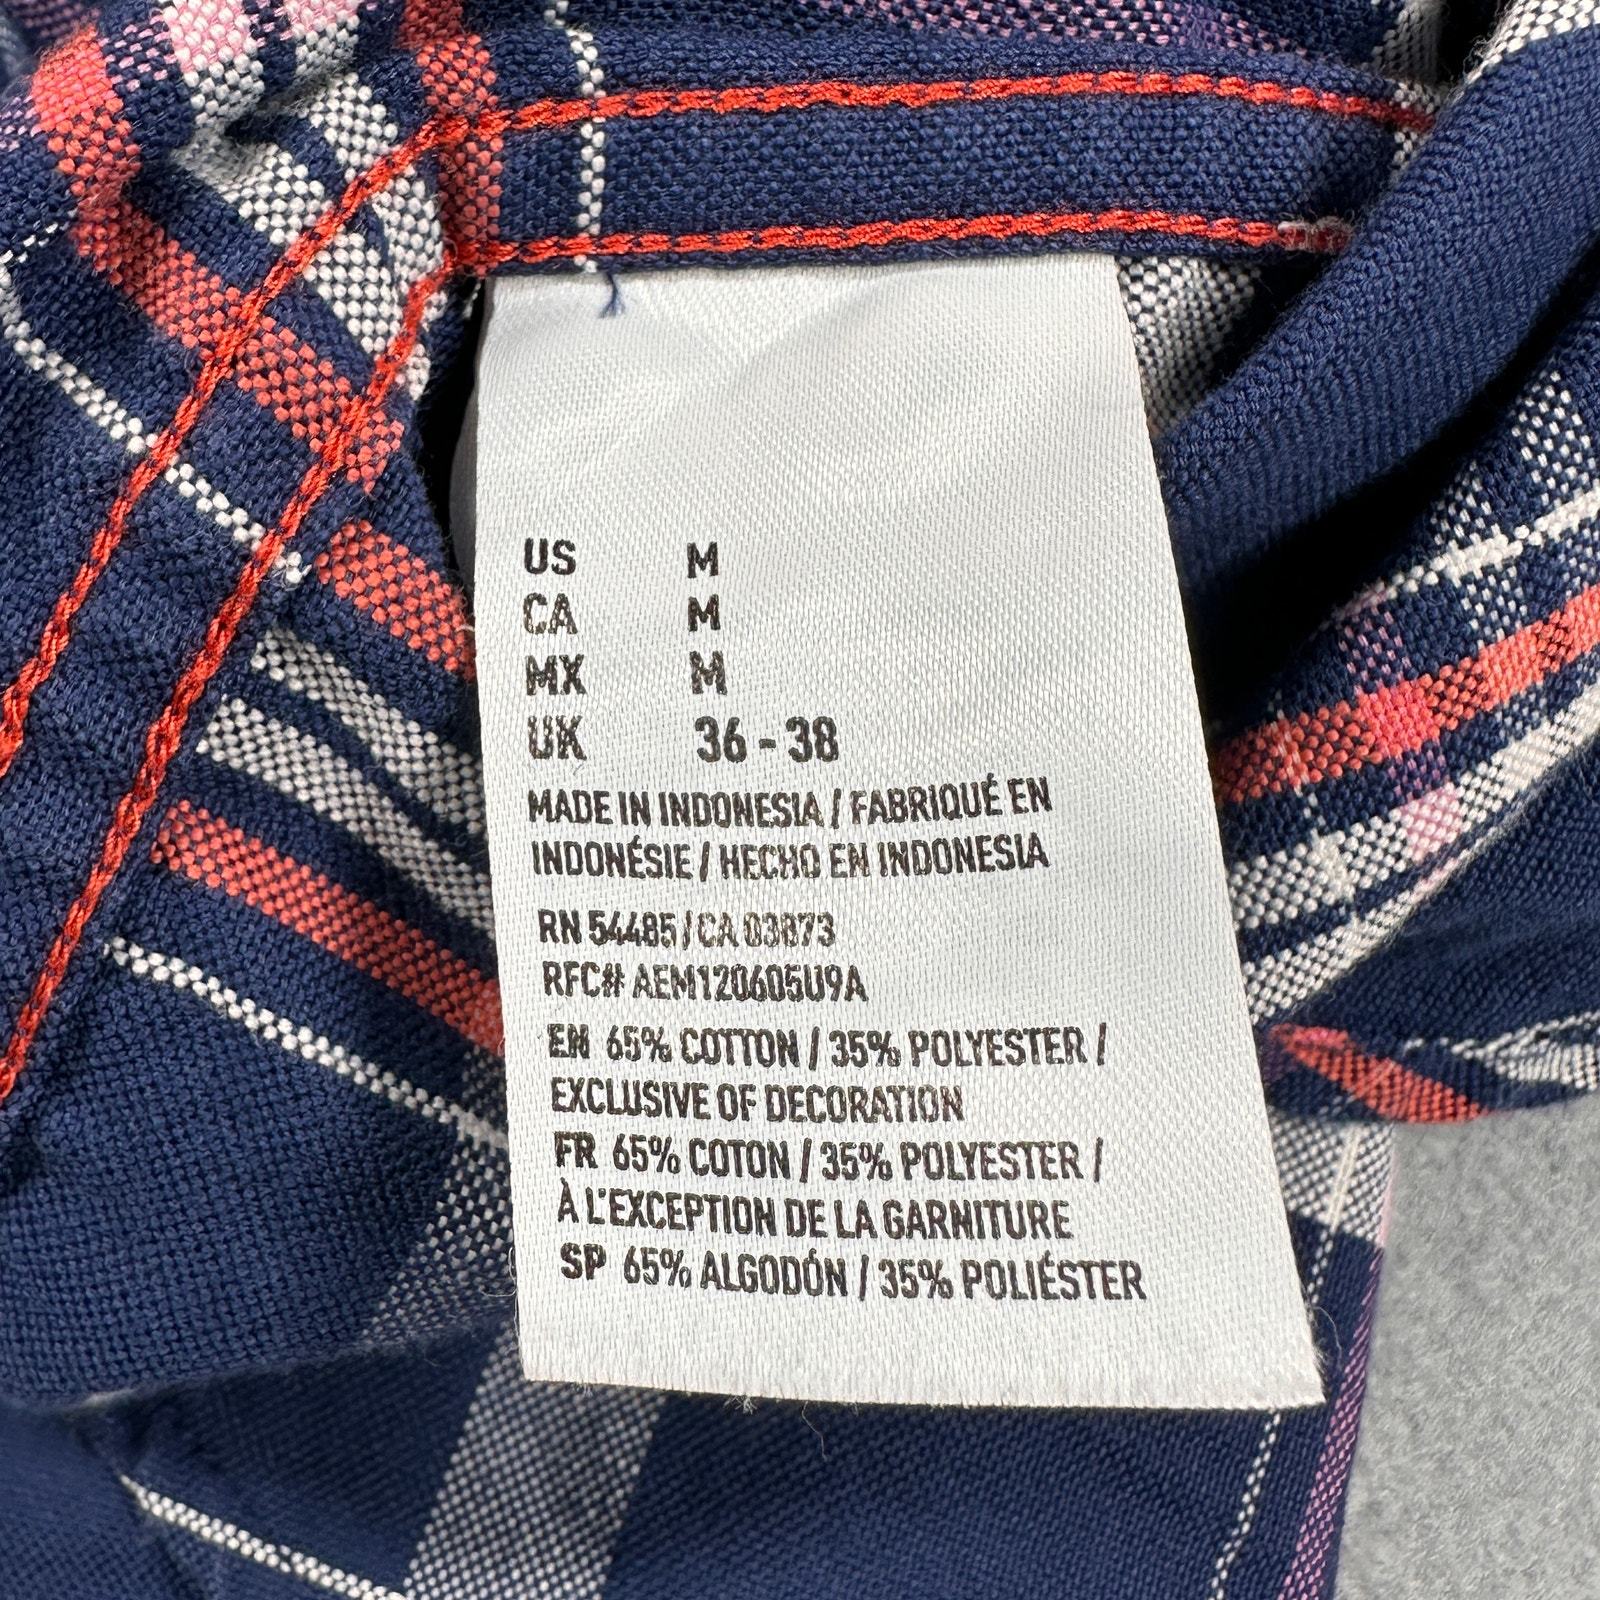 US M
CA M
MX M
UK 36 - 38
MADE IN INDONESIA / FABRIQUÉ EN
INDONÉSIE / HECHO EN INDONESIA
RN 54485 / CA 03873
RFC# AEM120605U9A
EN 65% COTTON / 35% POLYESTER /
EXCLUSIVE OF DECORATION
FR 65% COTON / 35% POLYESTER /
À L'EXCEPTION DE LA GARNITURE
SP 65% ALGODÓN / 35% POLIÉSTER